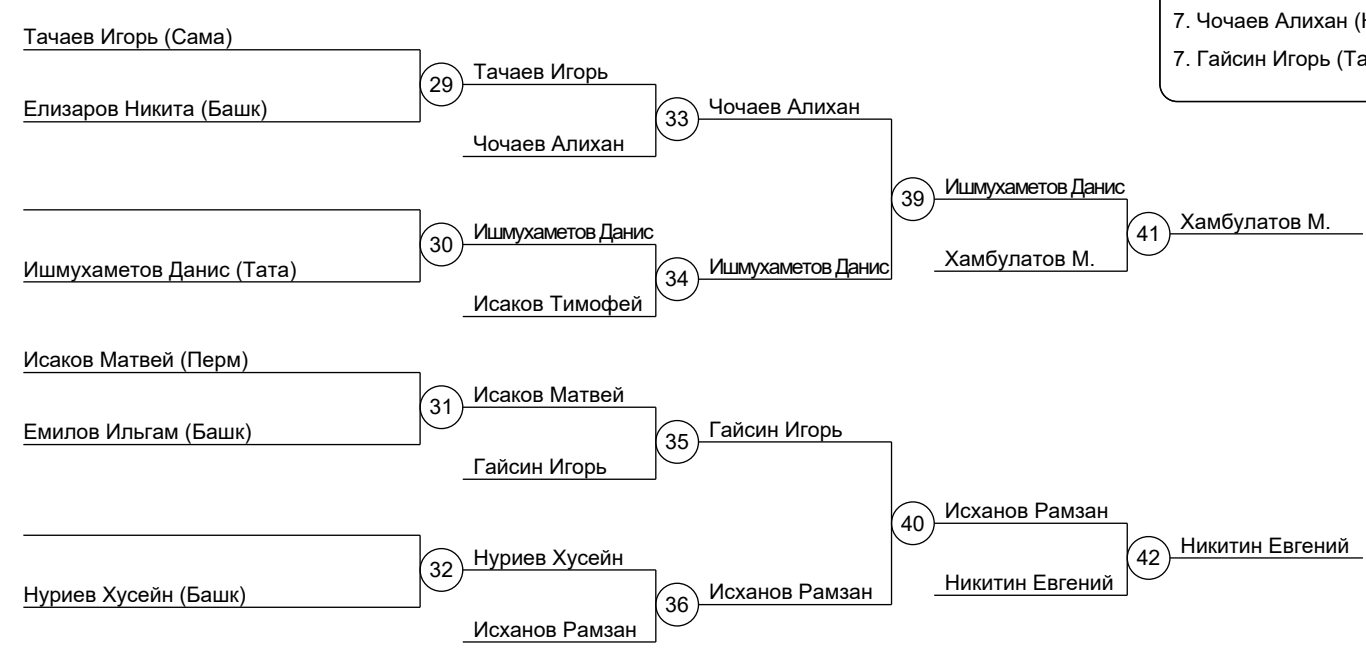 7. Чочаев Алихан (
7. Гайсин Игорь (Та
Тачаев Игорь (Сама)
29
Тачаев Игорь
Елизаров Никита (Башк)
33
Чочаев Алихан
Чочаев Алихан
39
Ишмухаметов Данис
30
Ишмухаметов Данис
Ишмухаметов Данис (Тата)
34
Ишмухаметов Данис
Исаков Тимофей
Хамбулатов М.
41
Хамбулатов М.
Исаков Матвей (Перм)
31
Исаков Матвей
Емилов Ильгам (Башк)
35
Гайсин Игорь
Гайсин Игорь
40
Исханов Рамзан
32
Нуриев Хусейн
Нуриев Хусейн (Башк)
36
Исханов Рамзан
Исханов Рамзан
Никитин Евгений
42
Никитин Евгений